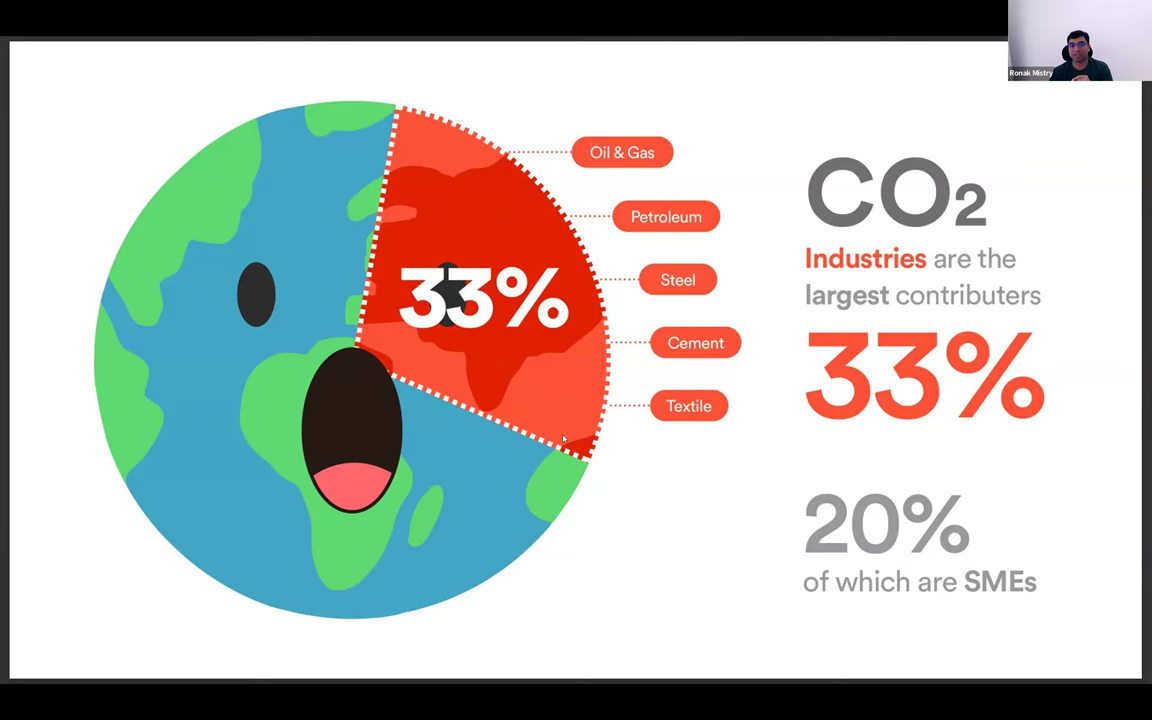 Ronak Mistry
33%
Oil & Gas
Petroleum
Steel
Cement
Textile
CO₂
Industries are the
largest contributers
33%
20%
of which are SMEs